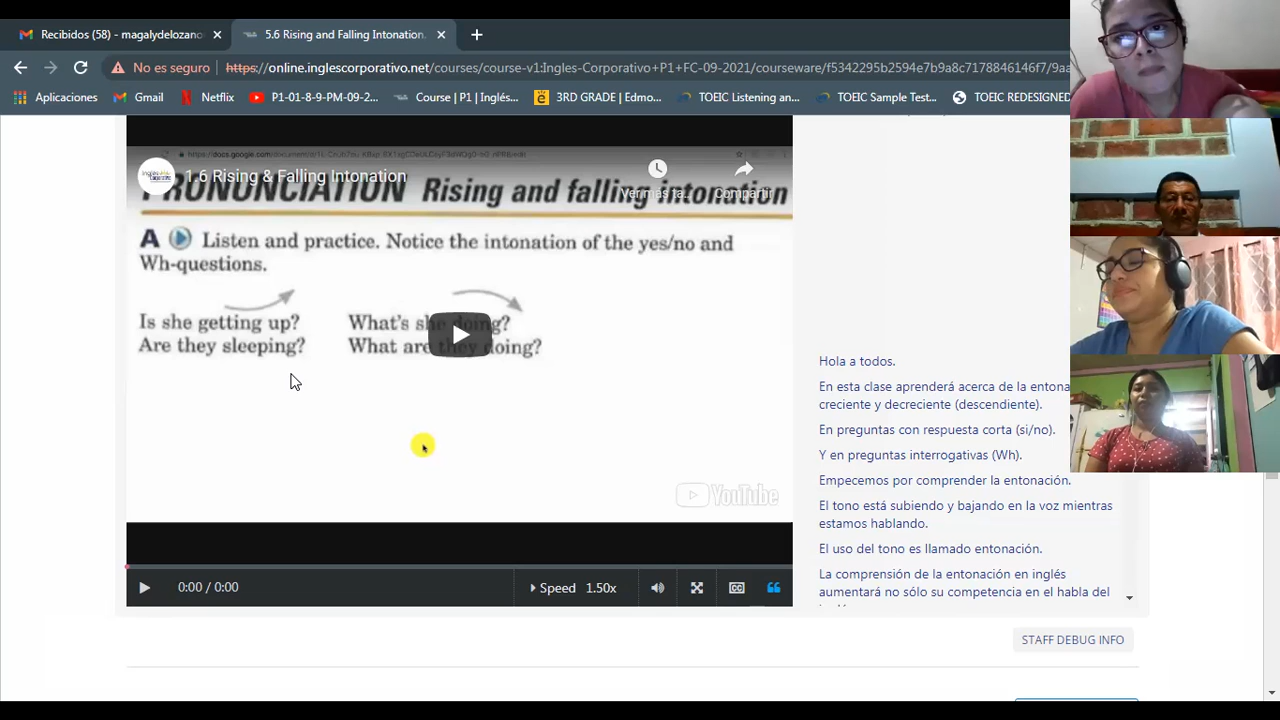 Recibidos (58) - magalydelozano
5.6 Rising and Falling Intonation
No es seguro
https://online.inglescorporativo.net/courses/course-v1:Ingles-Corporativo+P1+FC-09-2021/courseware/f5342295b2594e7b9a8c7178846146f7/9aa
Aplicaciones
Gmail
Netflix
P1-01-8-9-PM-09-2...
Course | P1 | Inglés...
3RD GRADE | Edmo...
TOEIC Listening an...
TOEIC Sample Test...
TOEIC REDESIGNED
1.6 Rising & Falling Intonation
Ver más ta...
Compartir
PRONUNCIATION Rising and falling intonation
A Listen and practice. Notice the intonation of the yes/no and
Wh-questions.
Is she getting up?
What's she doing?
Are they sleeping?
What are they doing?
YouTube
0:00 / 0:00
Speed 1.50x
Hola a todos.
En esta clase aprenderá acerca de la entona
creciente y decreciente (descendiente).
En preguntas con respuesta corta (si/no).
Y en preguntas interrogativas (Wh).
Empecemos por comprender la entonación.
El tono está subiendo y bajando en la voz mientras
estamos hablando.
El uso del tono es llamado entonación.
La comprensión de la entonación en inglés
aumentará no sólo su competencia en el habla del
STAFF DEBUG INFO